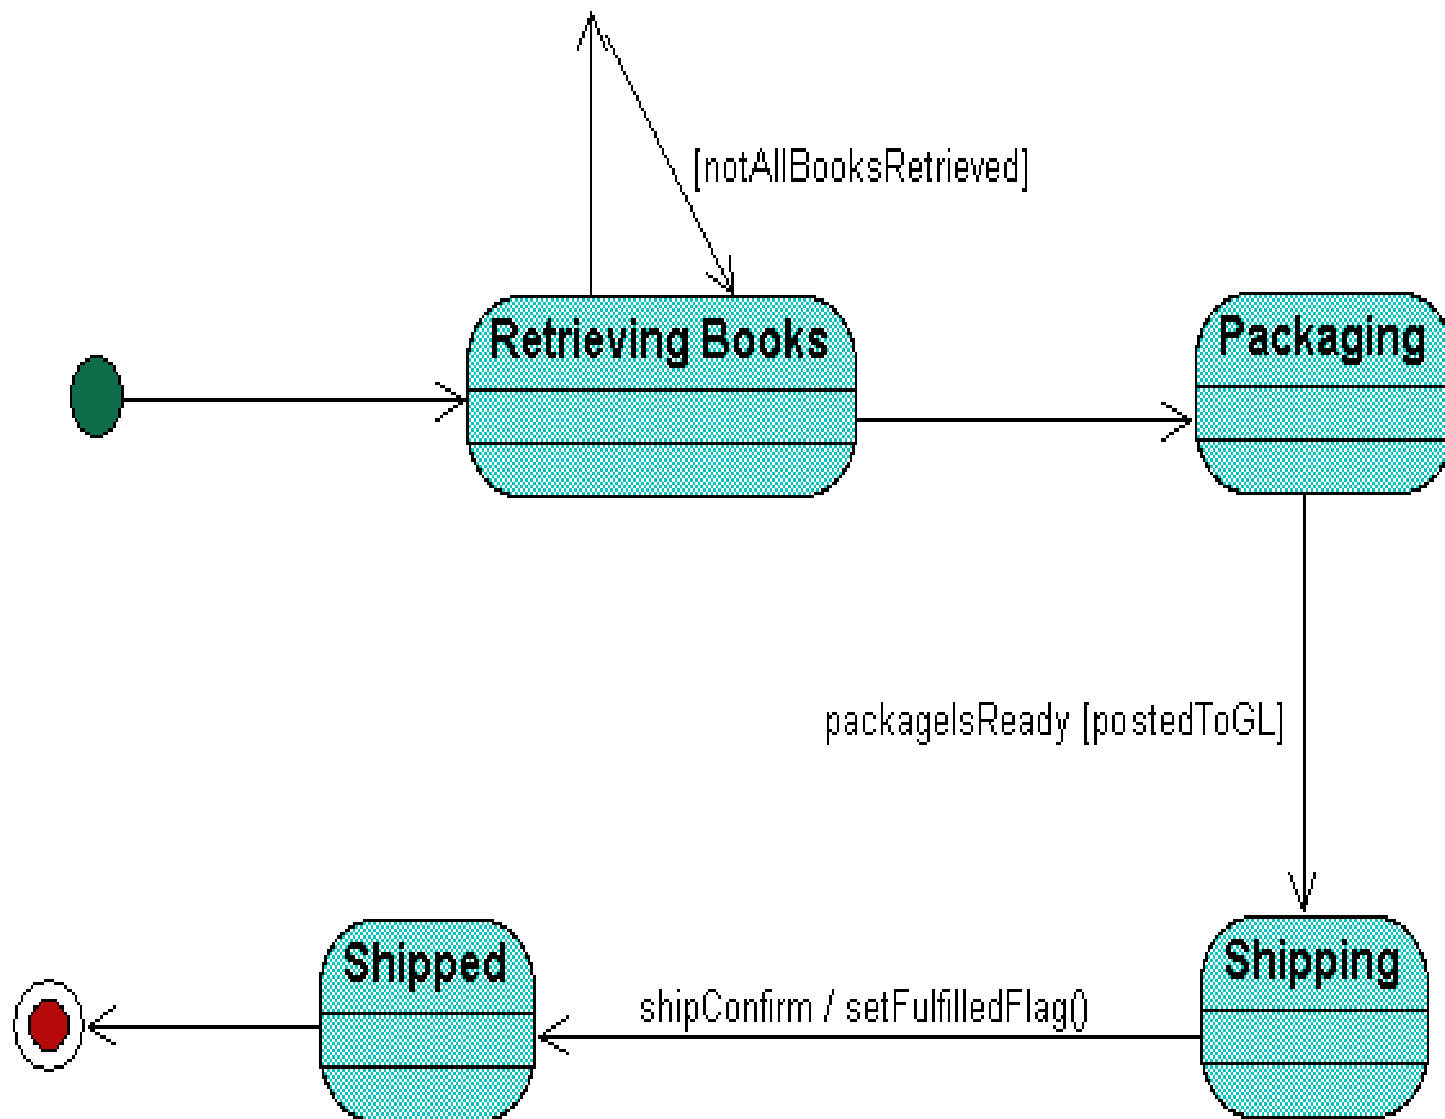 [notAllBooksRetrieved]
Retrieving Books
Packaging
packageIsReady [postedToGL]
Shipped
shipConfirm / setFulfilledFlag()
Shipping